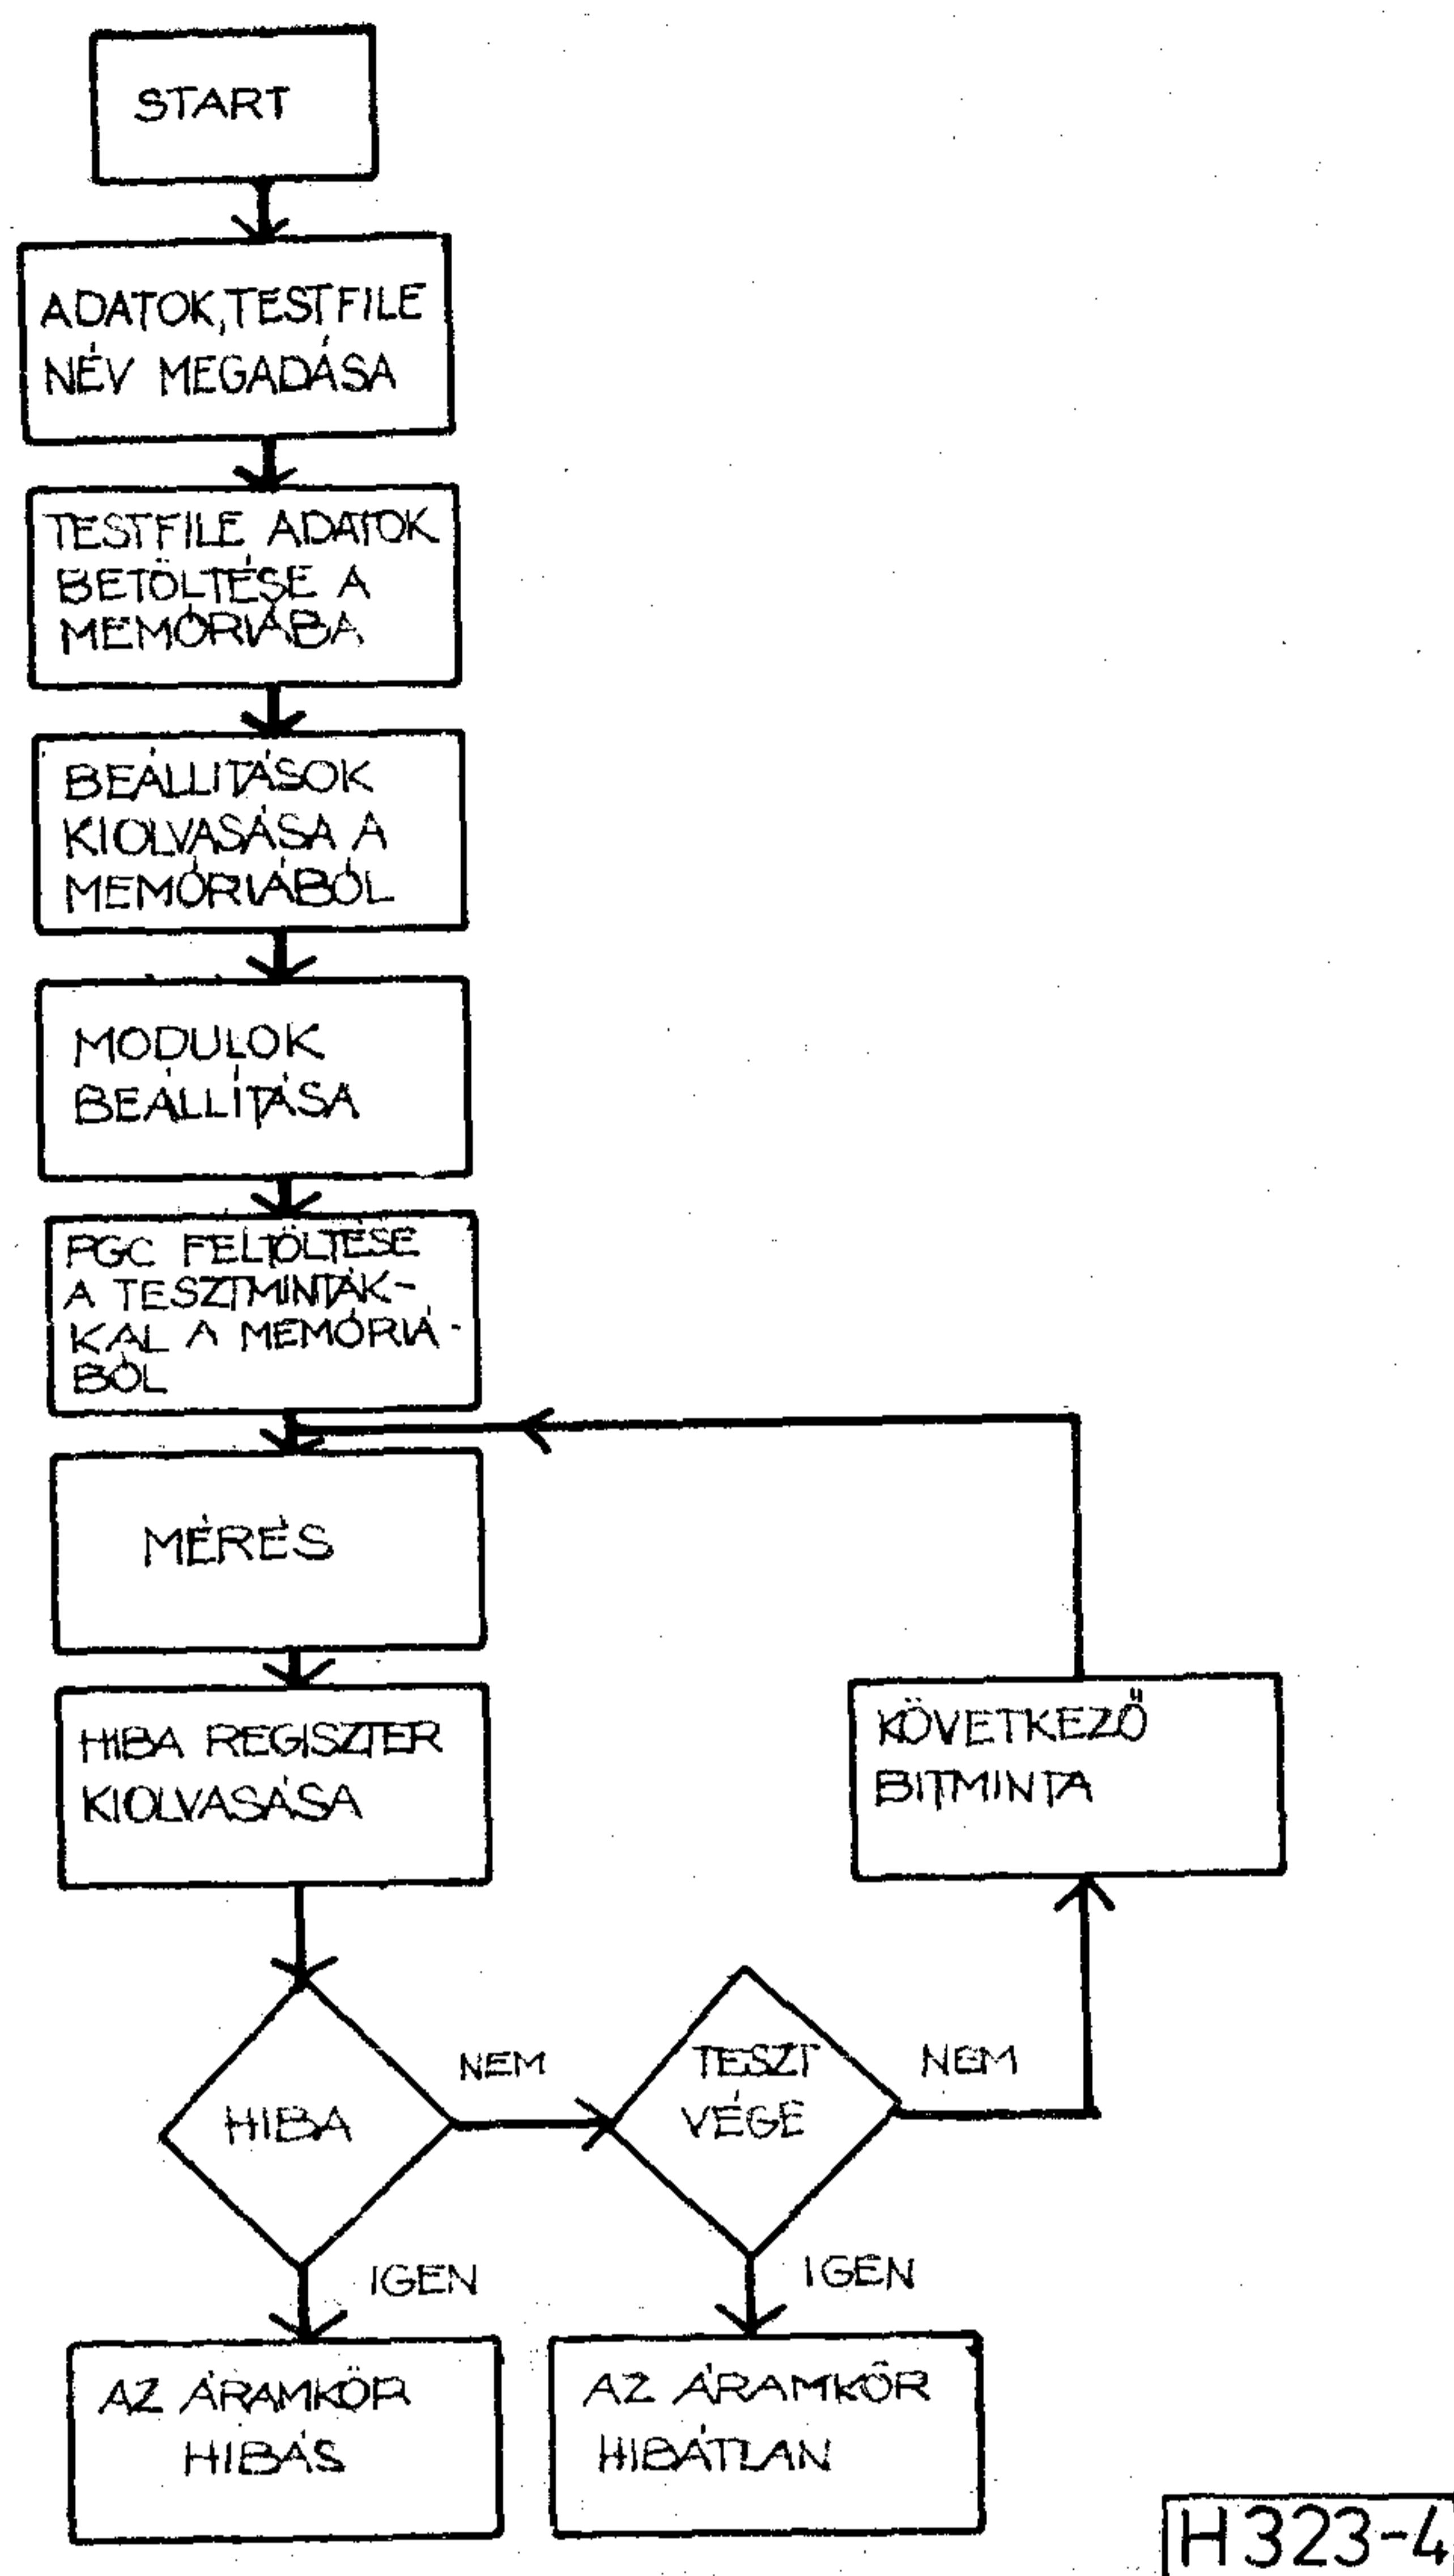 START
ADATOK, TESTFILE
NÉV MEGADÁSA
TESTFILE ADATOK
BETÖLTÉSE A
MEMÓRIÁBA
BEÁLLITÁSOK
KIOLVASÁSA A
MEMÓRIÁBÓL
MODULOK
BEÁLLÍTÁSA
PGC FELTÖLTÉSE
A TESZTMINTÁK-
KAL A MEMÓRIÁ-
BÓL
MÉRÉS
HIBA REGISZTER
KIOLVASÁSA
KÖVETKEZŐ
BITMINTA
HIBA
NEM
TESZT
VÉGE
NEM
IGEN
IGEN
AZ ÁRAMKÖR
HIBÁS
AZ ÁRAMKÖR
HIBÁTLAN
H323-4